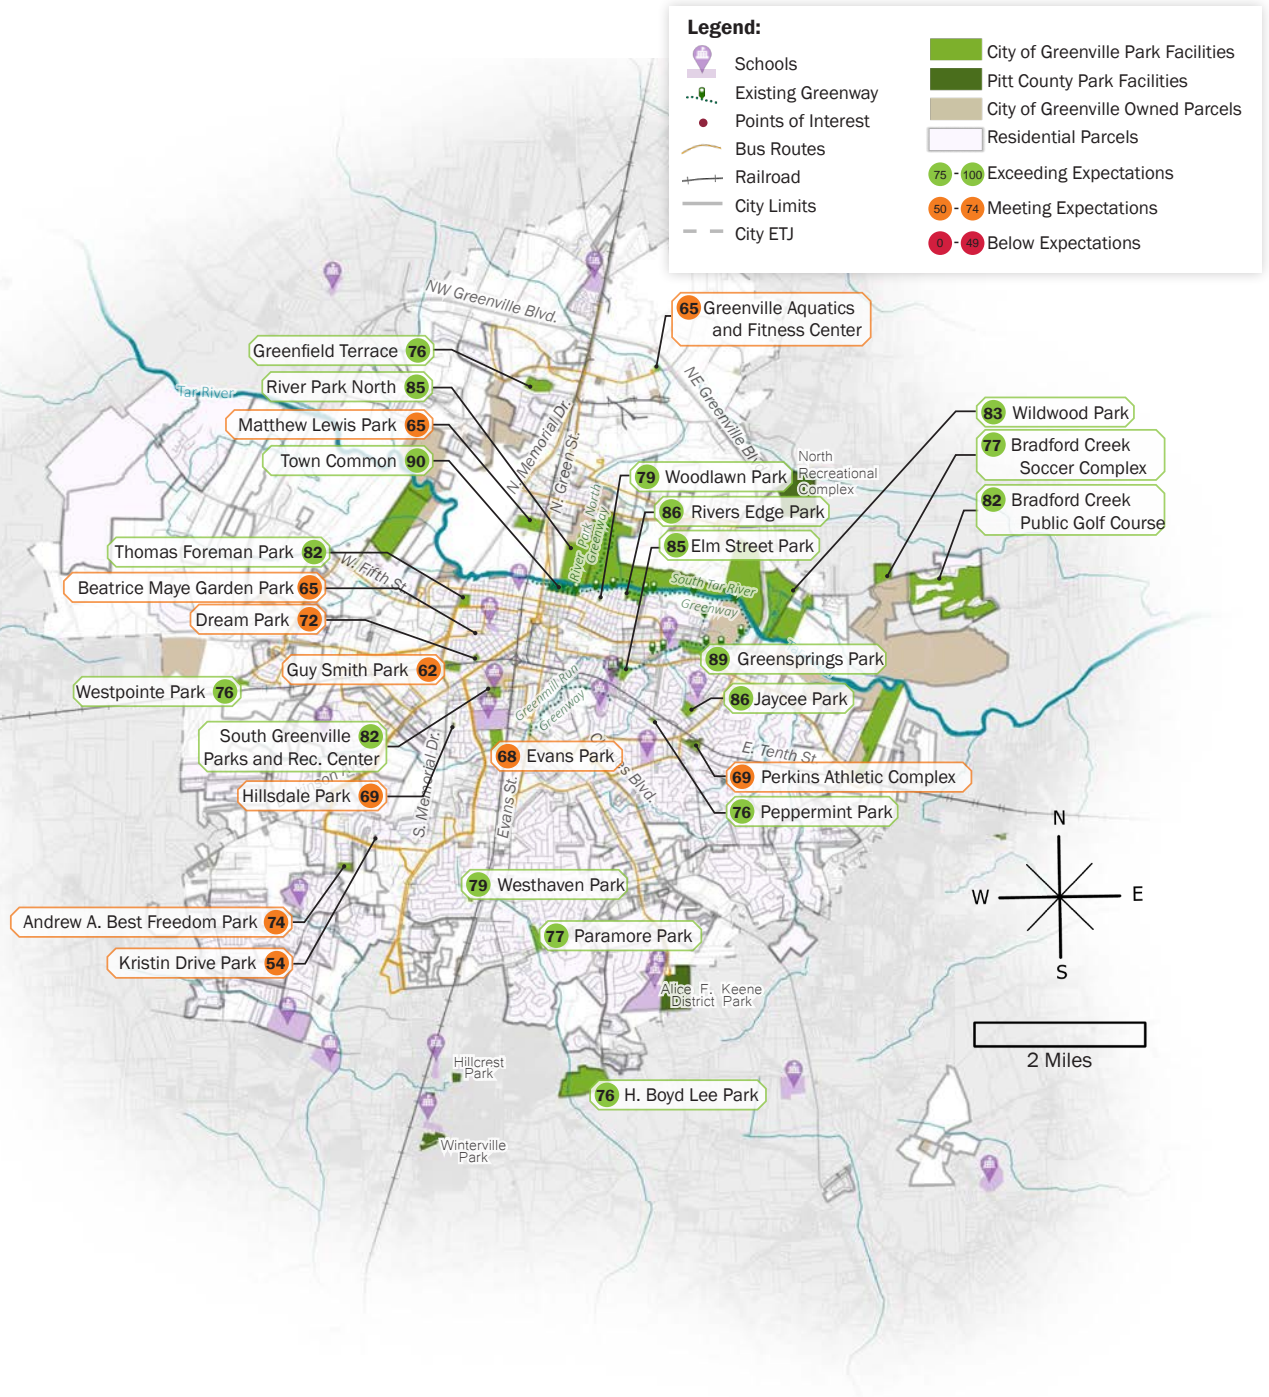 Legend:
Schools
Existing Greenway
Points of Interest
Bus Routes
Railroad
City Limits
City ETJ
City of Greenville Park Facilities
Pitt County Park Facilities
City of Greenville Owned Parcels
Residential Parcels
75 - 100 Exceeding Expectations
50 - 74 Meeting Expectations
0 - 49 Below Expectations
NW Greenville Blvd.
65 Greenville Aquatics
and Fitness Center
Greenfield Terrace 76
River Park North 85
Tar River
Matthew Lewis Park 65
Town Common 90
N. Memorial Dr.
N. Green St.
NE Greenville Blv
83 Wildwood Park
77 Bradford Creek
Soccer Complex
82 Bradford Creek
Public Golf Course
North
Recreational
Complex
79 Woodlawn Park
86 Rivers Edge Park
85 Elm Street Park
River Park North
Greenway
South Tar River
Greenway
Thomas Foreman Park 82
W. Fifth St.
Beatrice Maye Garden Park 65
Dream Park 72
Guy Smith Park 62
Westpointe Park 76
89 Greensprings Park
86 Jaycee Park
Greenmill Run
Greenway
South Greenville 82
Parks and Rec. Center
68 Evans Park
E. Tenth St.
69 Perkins Athletic Complex
Hillsdale Park 69
S. Memorial Dr.
Evans St.
es Blvd.
76 Peppermint Park
79 Westhaven Park
Andrew A. Best Freedom Park 74
77 Paramore Park
Kristin Drive Park 54
Alice F. Keene
District Park
Hillcrest
Park
76 H. Boyd Lee Park
Winterville
Park
N
W
E
S
2 Miles